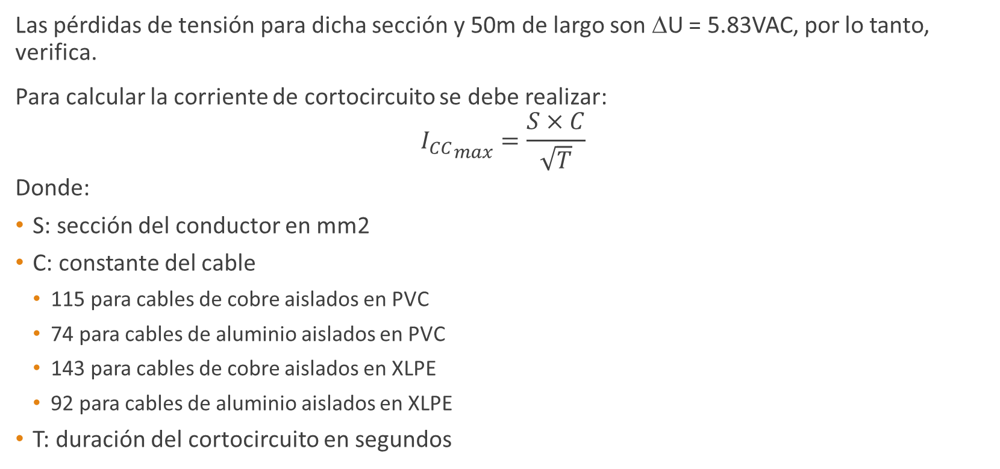 Las pérdidas de tensión para dicha sección y 50m de largo son ΔU = 5.83VAC, por lo tanto,
verifica.
Para calcular la corriente de cortocircuito se debe realizar:
I_{CC_{max}} = \frac{S × C}{\sqrt{T}}
Donde:
• S: sección del conductor en mm2
• C: constante del cable
• 115 para cables de cobre aislados en PVC
• 74 para cables de aluminio aislados en PVC
• 143 para cables de cobre aislados en XLPE
• 92 para cables de aluminio aislados en XLPE
• T: duración del cortocircuito en segundos